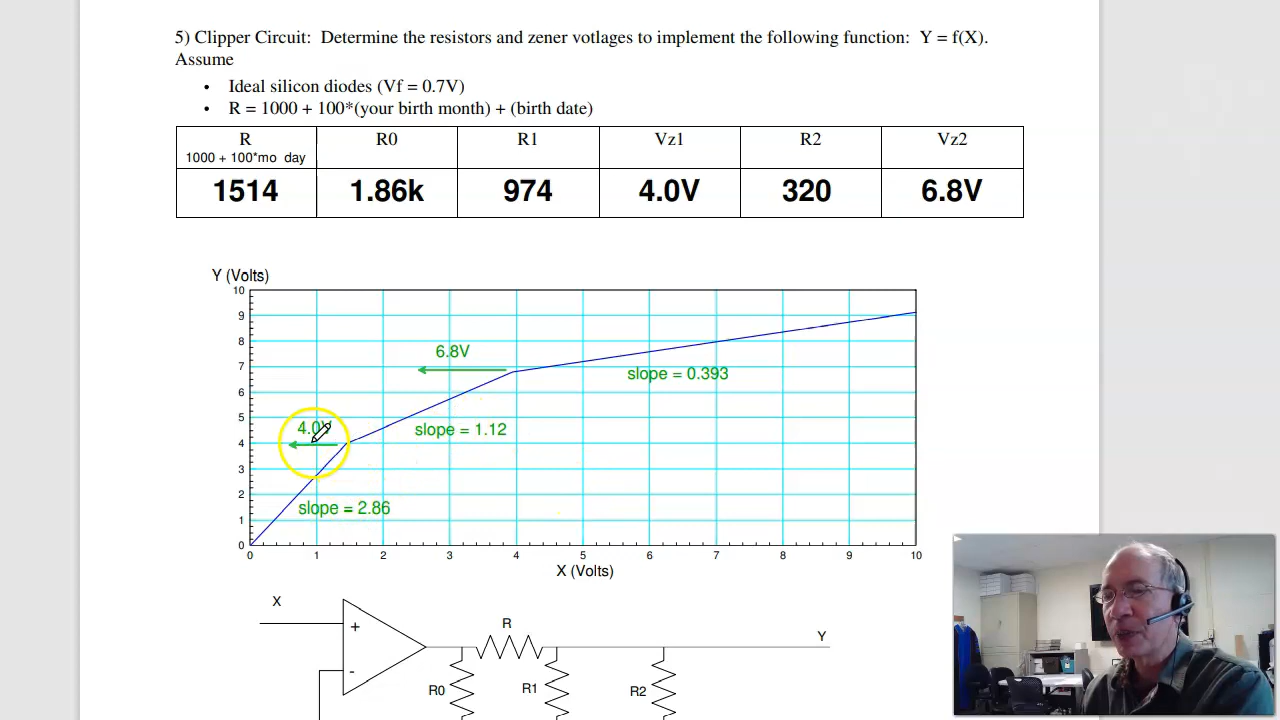 5) Clipper Circuit:  Determine the resistors and zener votlages to implement the following function:  Y = f(X).
Assume
• Ideal silicon diodes (Vf = 0.7V)
• R = 1000 + 100*(your birth month) + (birth date)
R R0 R1 Vz1 R2 Vz2
1000 + 100*mo day
1514 1.86k 974 4.0V 320 6.8V
Y (Volts)
10
9
8
7
6
5
4
3
2
1
0
6.8V
slope = 0.393
4.0V
slope = 1.12
slope = 2.86
0 1 2 3 4 5 6 7 8 9 10
X (Volts)
X
R
Y
+
-
R0 R1 R2